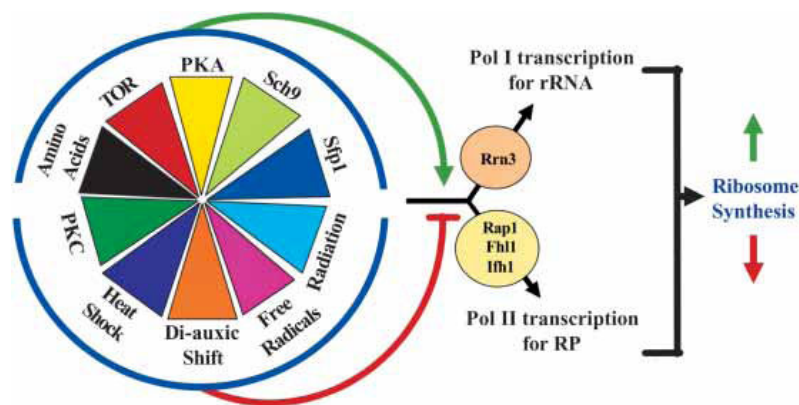 PKA
Sch9
Sfp1
Radiation
Free
Radicals
Di-auxic
Shift
Heat
Shock
PKC
Amino
Acids
TOR
Pol I transcription
for rRNA
Rrn3
Rap1
Fhl1
Ifh1
Pol II transcription
for RP
Ribosome
Synthesis